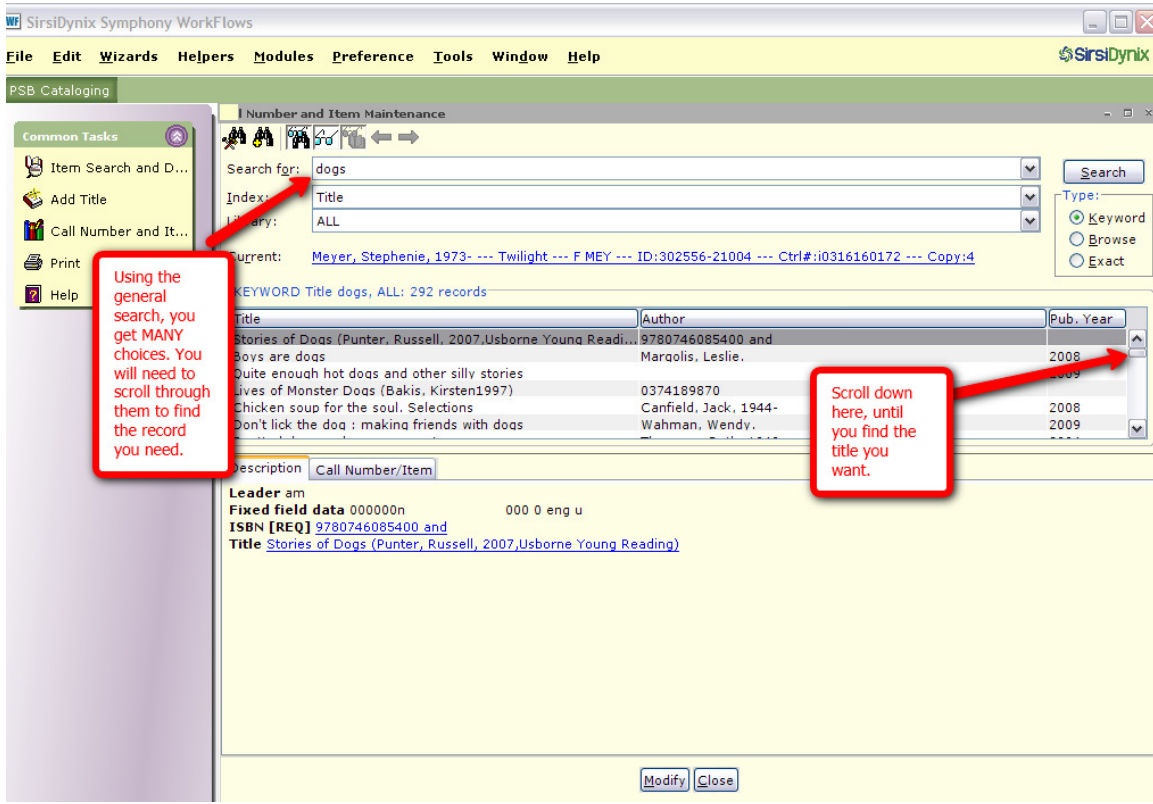 WF SirsiDynix Symphony WorkFlows
File Edit Wizards Helpers Modules Preference Tools Window Help
SirsiDynix
PSB Cataloging
Common Tasks
Item Search and D...
Add Title
Call Number and It...
Print
Help
l Number and Item Maintenance
Search for: dogs
Search
Index: Title
ALL
Type:
Keyword
Browse
Exact
Current: Meyer, Stephenie, 1973- --- Twilight --- F MEY --- ID:302556-21004 --- Ctrl#:i0316160172 --- Copy:4
KEYWORD Title dogs, ALL: 292 records
Title Author Pub. Year
Stories of Dogs (Punter, Russell, 2007,Usborne Young Readi... 9780746085400 and
Boys are dogs Margolis, Leslie. 2008
Quite enough hot dogs and other silly stories 2009
Lives of Monster Dogs (Bakis, Kirsten1997) 0374189870
Chicken soup for the soul. Selections Canfield, Jack, 1944- 2008
Don't lick the dog : making friends with dogs Wahman, Wendy. 2009
Using the
general
search, you
get MANY
choices. You
will need to
scroll through
them to find
the record
you need.
Scroll down
here, until
you find the
title you
want.
Description Call Number/Item
Leader am
Fixed field data 000000n 000 0 eng u
ISBN [REQ] 9780746085400 and
Title Stories of Dogs (Punter, Russell, 2007,Usborne Young Reading)
Modify Close